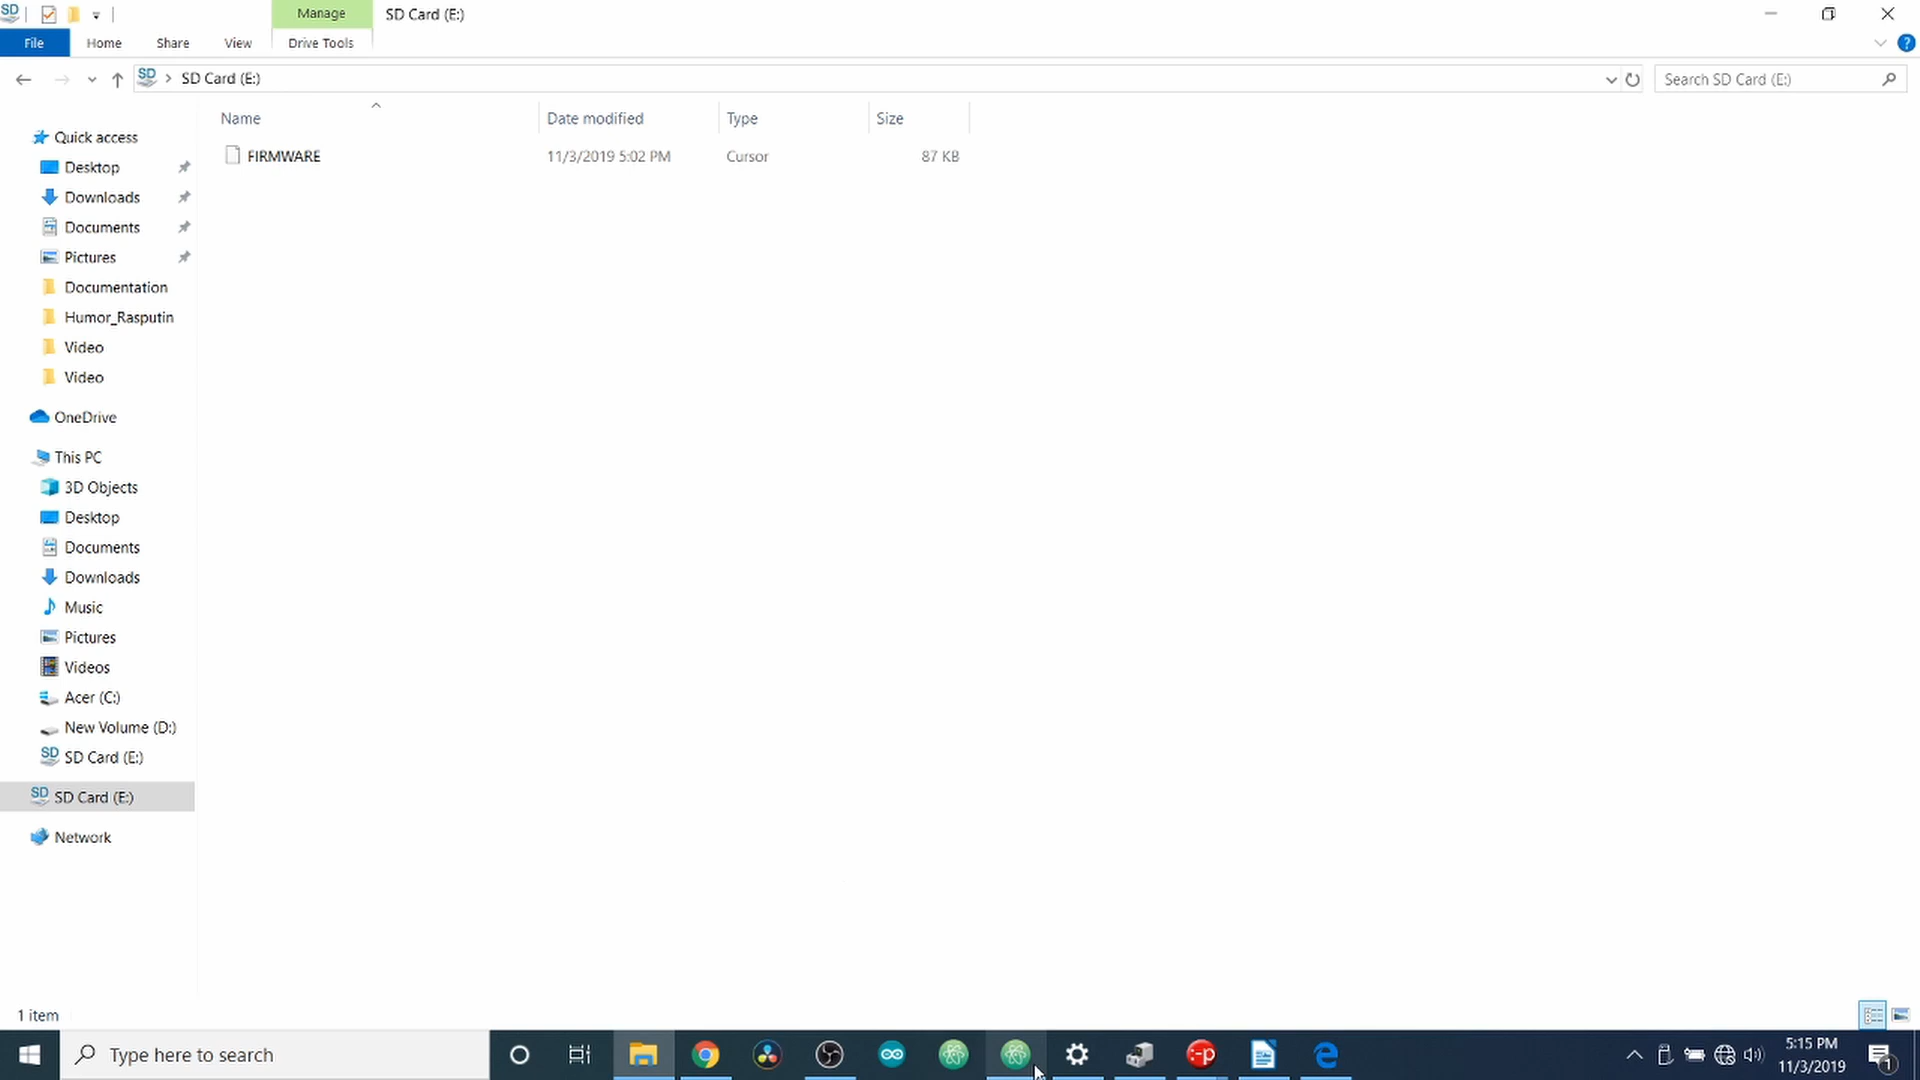 SD
Manage
SD Card (E:)
File
Home
Share
View
Drive Tools
?
SD
SD Card (E:)
Search SD Card (E:)
Name
Date modified
Type
Size
FIRMWARE
11/3/2019 5:02 PM
Cursor
87 KB
Quick access
Desktop
Downloads
Documents
Pictures
Documentation
Humor_Rasputin
Video
Video
OneDrive
This PC
3D Objects
Desktop
Documents
Downloads
Music
Pictures
Videos
Acer (C:)
New Volume (D:)
SD
SD Card (E:)
SD
SD Card (E:)
Network
1 item
Type here to search
:-p
5:15 PM
11/3/2019
1